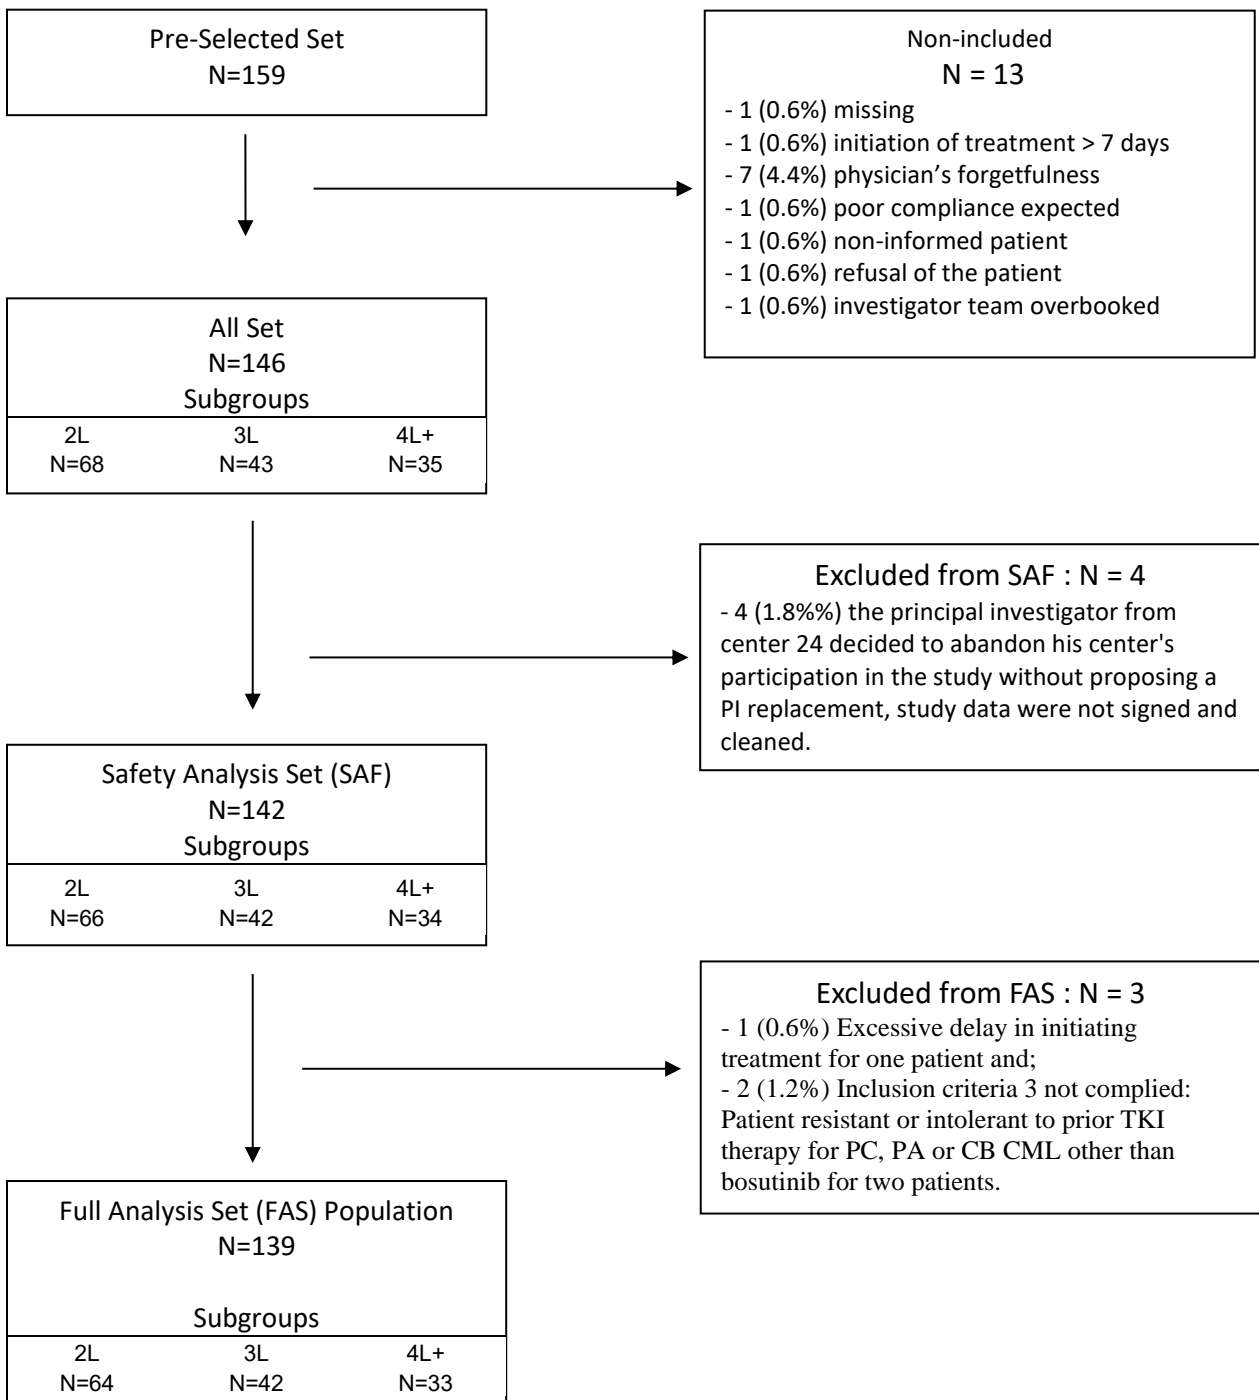 Pre-Selected Set
N=159
Non-included
N = 13
- 1 (0.6%) missing
- 1 (0.6%) initiation of treatment > 7 days
- 7 (4.4%) physician’s forgetfulness
- 1 (0.6%) poor compliance expected
- 1 (0.6%) non-informed patient
- 1 (0.6%) refusal of the patient
- 1 (0.6%) investigator team overbooked
All Set
N=146
Subgroups
2L 3L 4L+
N=68 N=43 N=35
Excluded from SAF : N = 4
- 4 (1.8%%) the principal investigator from
center 24 decided to abandon his center's
participation in the study without proposing a
PI replacement, study data were not signed and
cleaned.
Safety Analysis Set (SAF)
N=142
Subgroups
2L 3L 4L+
N=66 N=42 N=34
Excluded from FAS : N = 3
- 1 (0.6%) Excessive delay in initiating
treatment for one patient and;
- 2 (1.2%) Inclusion criteria 3 not complied:
Patient resistant or intolerant to prior TKI
therapy for PC, PA or CB CML other than
bosutinib for two patients.
Full Analysis Set (FAS) Population
N=139
Subgroups
2L 3L 4L+
N=64 N=42 N=33